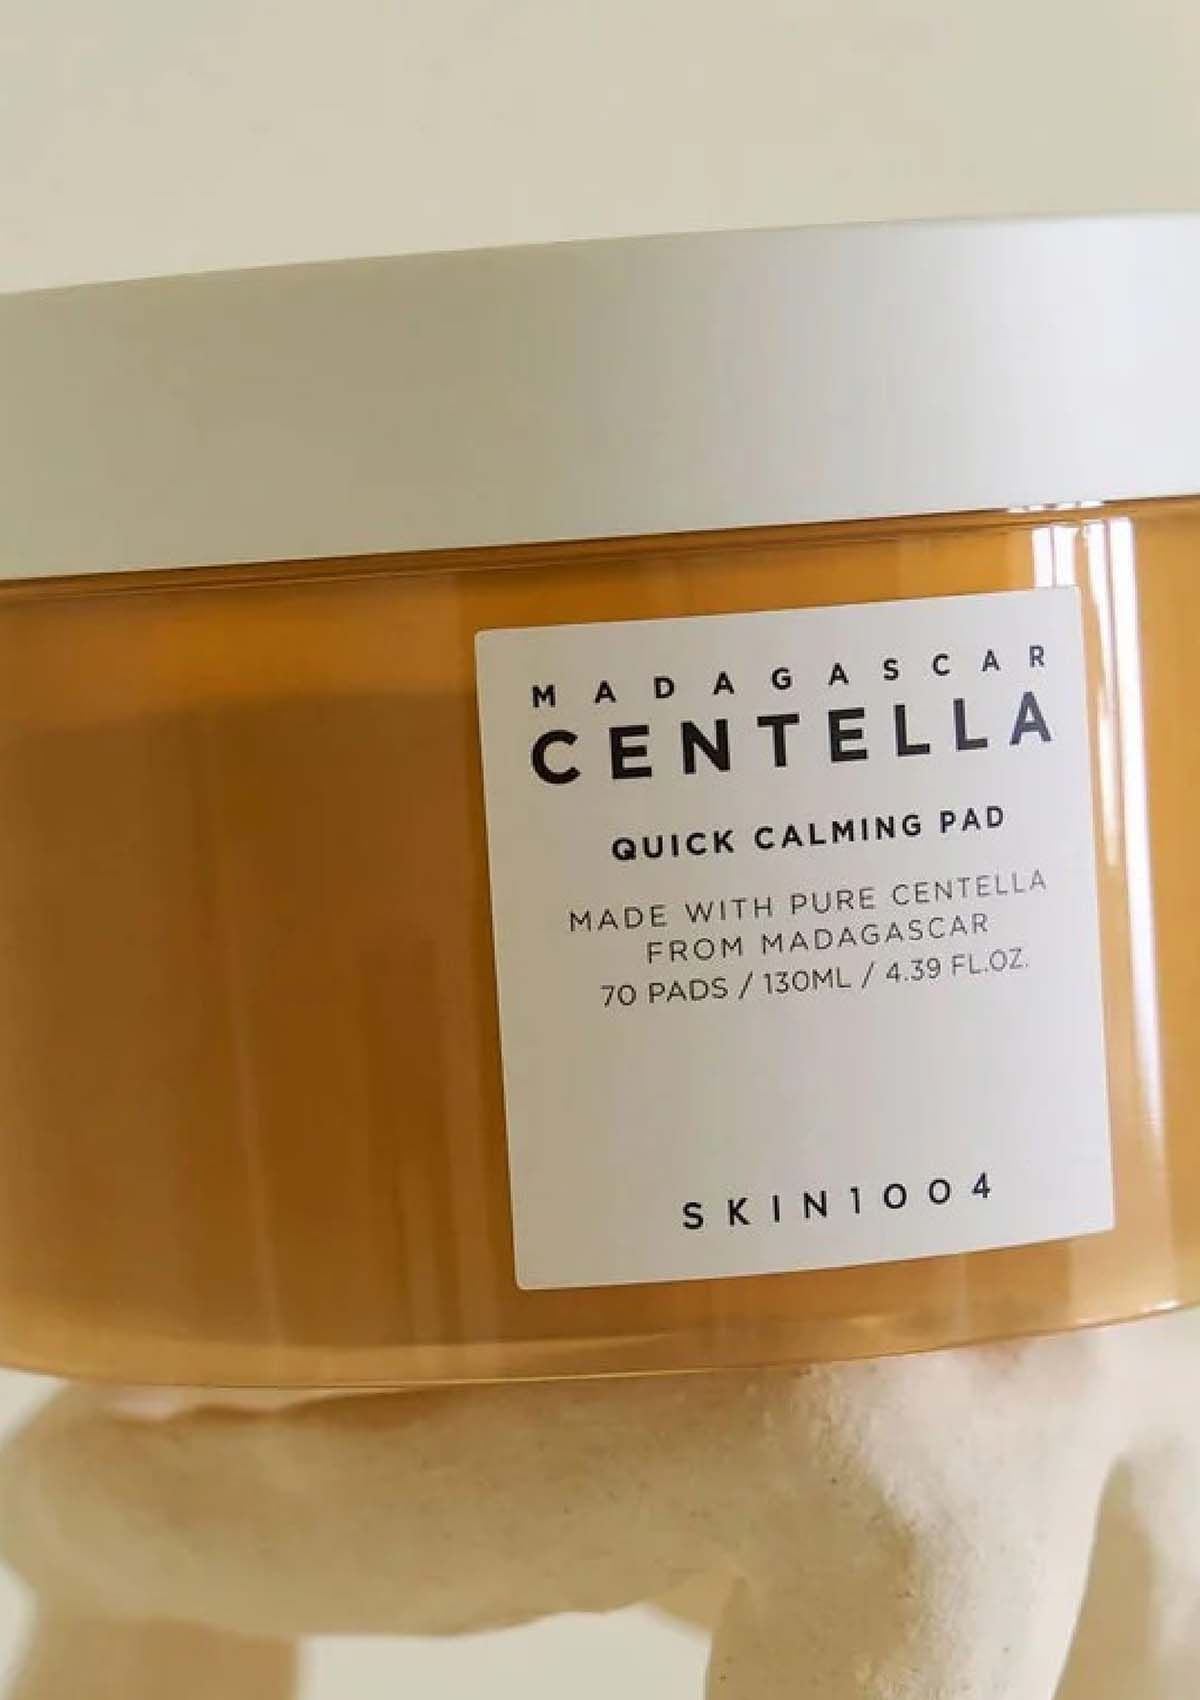 MADAGASCAR
CENTELLA
QUICK CALMING PAD
MADE WITH PURE CENTELLA
FROM MADAGASCAR
70 PADS / 130ML / 4.39 FL.OZ.
SKIN1004